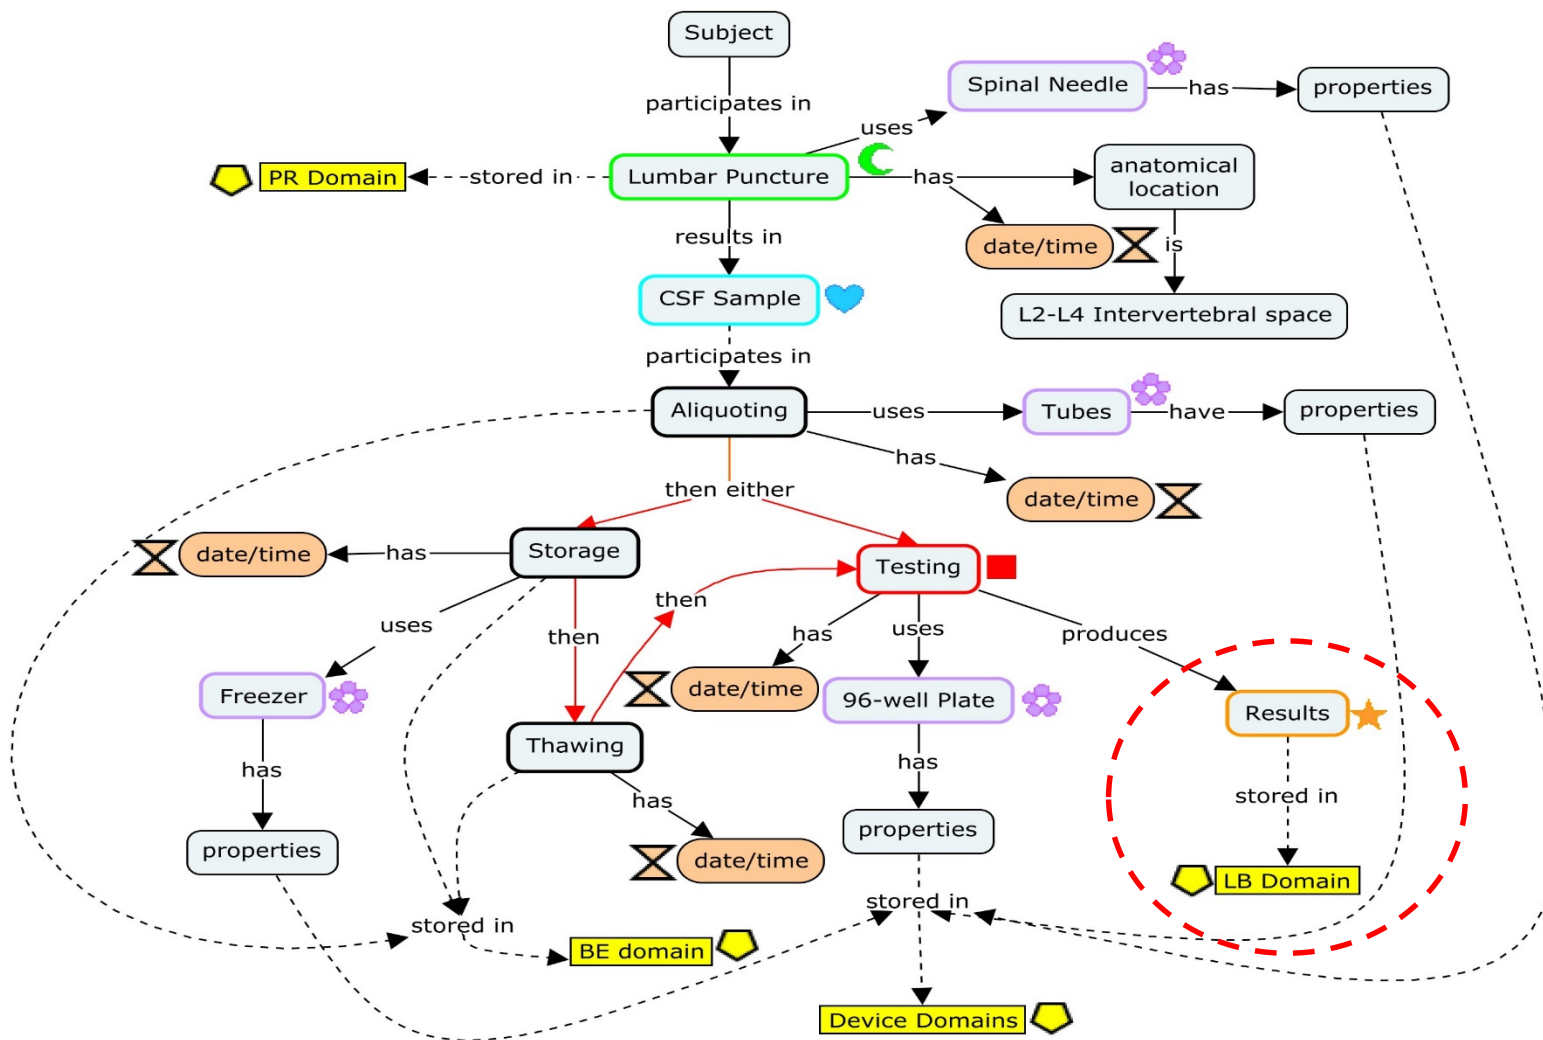 Subject
participates in
Spinal Needle
has
properties
uses
PR Domain
stored in
Lumbar Puncture
has
anatomical
location
date/time
is
results in
CSF Sample
L2-L4 Intervertebral space
participates in
Aliquoting
uses
Tubes
have
properties
has
date/time
then either
date/time
has
Storage
Testing
then
uses
then
has
uses
produces
Freezer
date/time
96-well Plate
Results
Thawing
has
has
has
stored in
properties
date/time
properties
LB Domain
stored in
stored in
BE domain
Device Domains